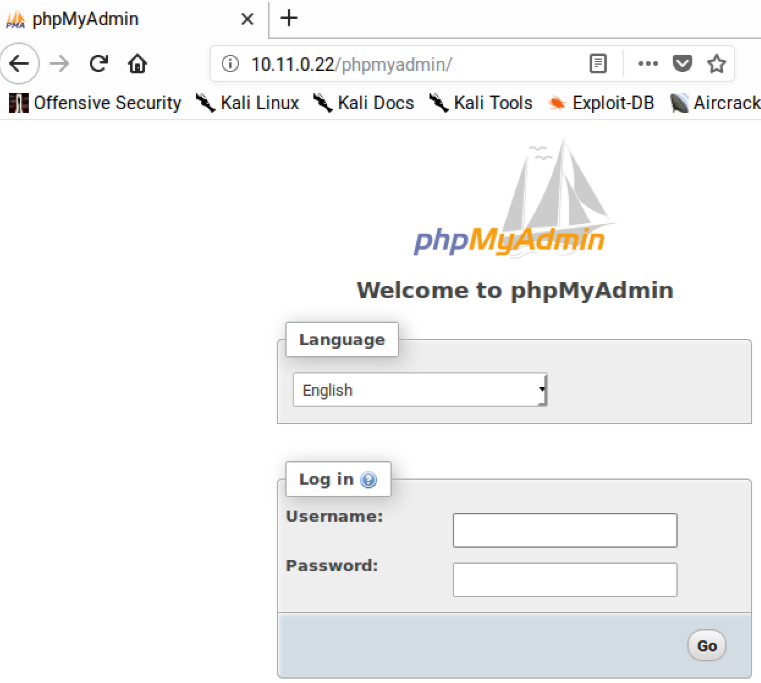 phpMyAdmin
10.11.0.22/phpmyadmin/
Offensive Security Kali Linux Kali Docs Kali Tools Exploit-DB Aircrack
phpMyAdmin
Welcome to phpMyAdmin
Language
English
Log in
Username:
Password:
Go